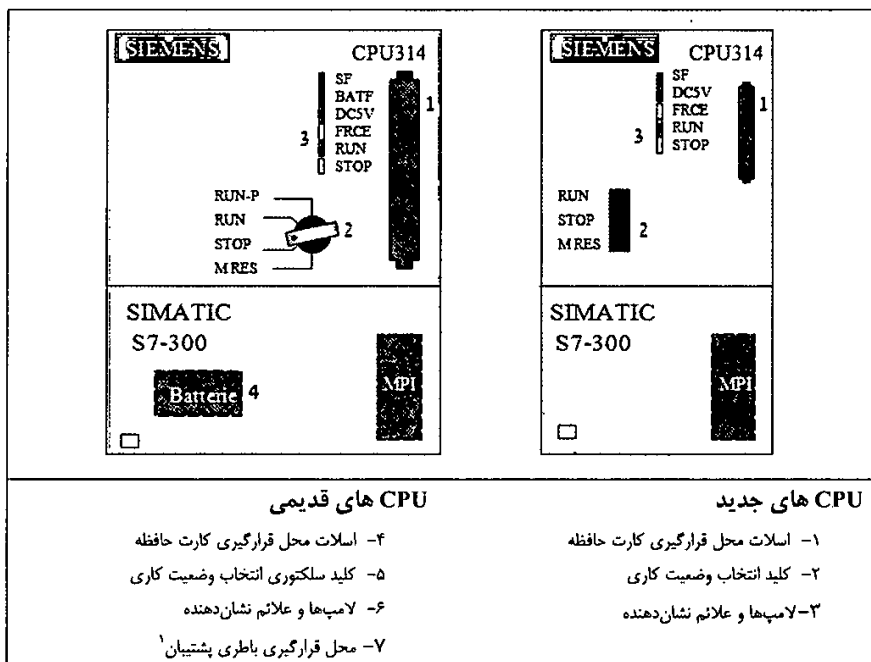 SIEMENS
CPU314
SF
BATF
DC5V
FRCE
RUN
STOP
1
3
RUN-P
RUN
STOP
MRES
2
SIMATIC
S7-300
Batterie
4
MPI
SIEMENS
CPU314
SF
DC5V
FRCE
RUN
STOP
1
3
RUN
STOP
MRES
2
SIMATIC
S7-300
MPI
CPU های جدید
۱- اسلات محل قرارگیری کارت حافظه
۲- کلید انتخاب وضعیت کاری
۳-لامپ‌ها و علائم نشان‌دهنده
CPU های قدیمی
۴- اسلات محل قرارگیری کارت حافظه
۵- کلید سلکتوری انتخاب وضعیت کاری
۶- لامپ‌ها و علائم نشان‌دهنده
۷- محل قرارگیری باطری پشتیبان۱